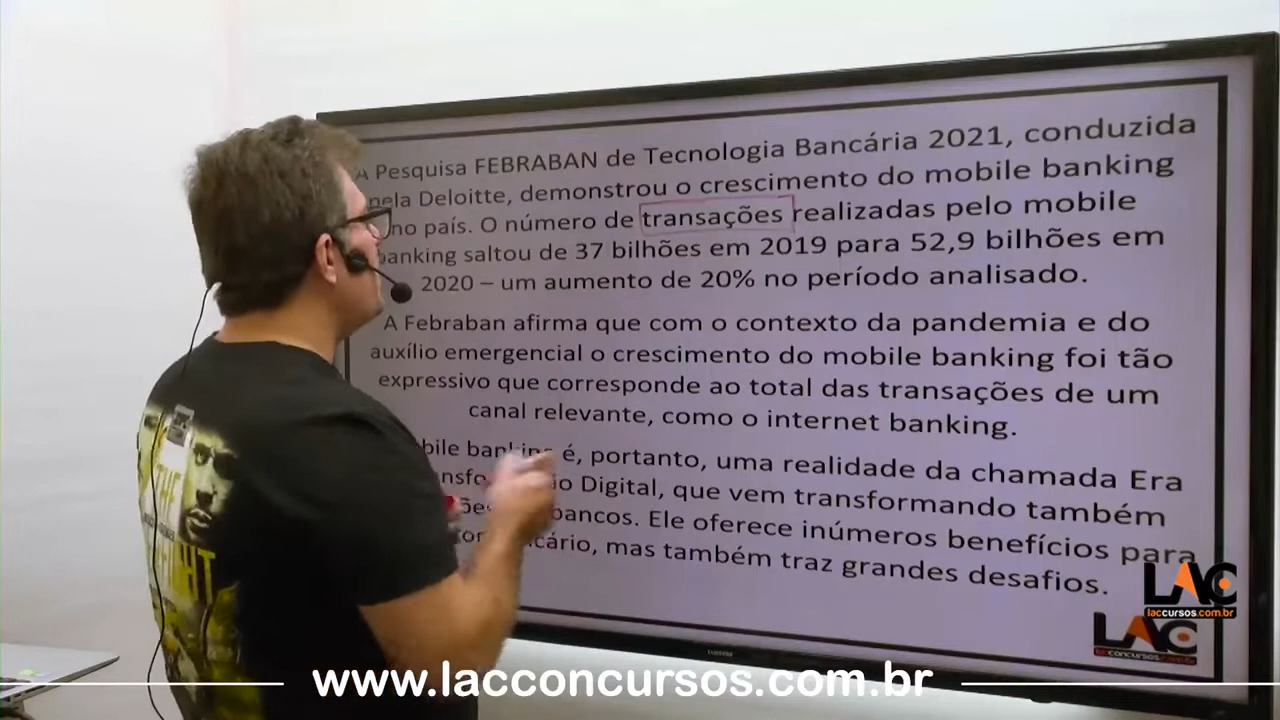 A Pesquisa FEBRABAN de Tecnologia Bancária 2021, conduzida
pela Deloitte, demonstrou o crescimento do mobile banking
no país. O número de transações realizadas pelo mobile
banking saltou de 37 bilhões em 2019 para 52,9 bilhões em
2020 – um aumento de 20% no período analisado.
A Febraban afirma que com o contexto da pandemia e do
auxílio emergencial o crescimento do mobile banking foi tão
expressivo que corresponde ao total das transações de um
canal relevante, como o internet banking.
é, portanto, uma realidade da chamada Era
Digital, que vem transformando também
bancos. Ele oferece inúmeros benefícios para
mas também traz grandes desafios.
LAC
laccursos.com.br
LAC
THE
www.lacconcursos.com.br